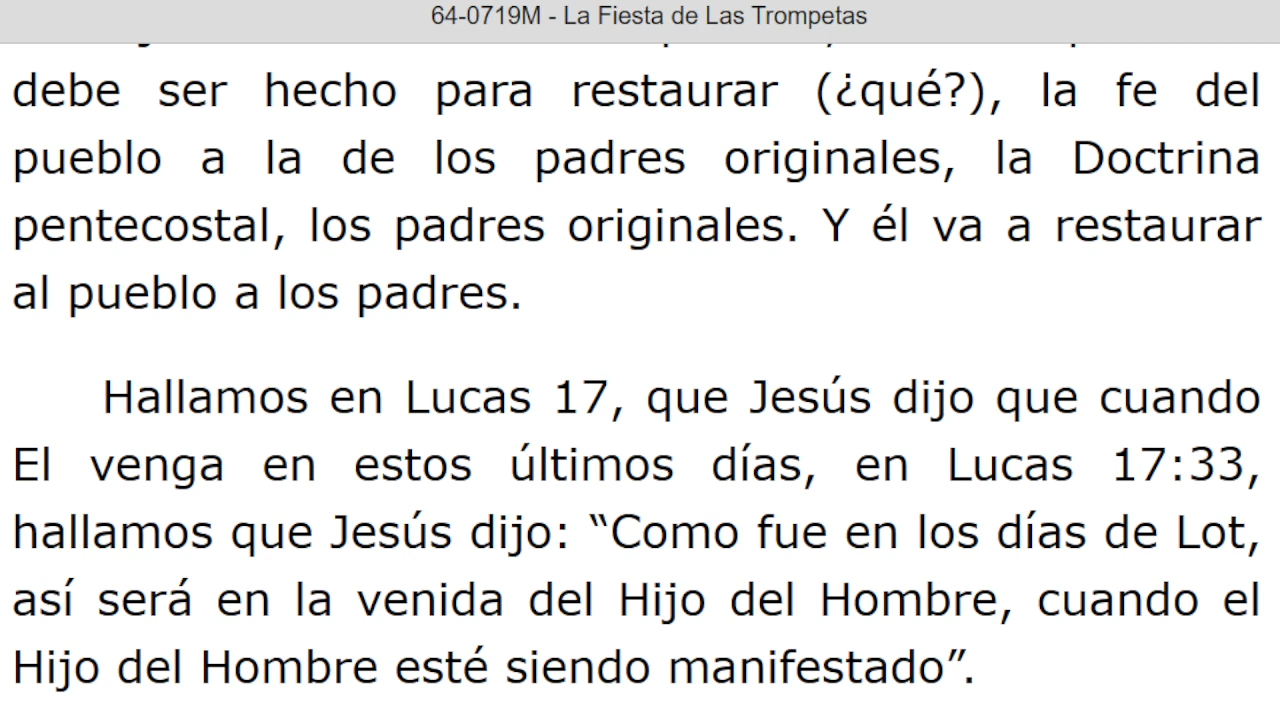 64-0719M - La Fiesta de Las Trompetas
debe ser hecho para restaurar (¿qué?), la fe del
pueblo a la de los padres originales, la Doctrina
pentecostal, los padres originales. Y él va a restaurar
al pueblo a los padres.
Hallamos en Lucas 17, que Jesús dijo que cuando
El venga en estos últimos días, en Lucas 17:33,
hallamos que Jesús dijo: “Como fue en los días de Lot,
así será en la venida del Hijo del Hombre, cuando el
Hijo del Hombre esté siendo manifestado”.